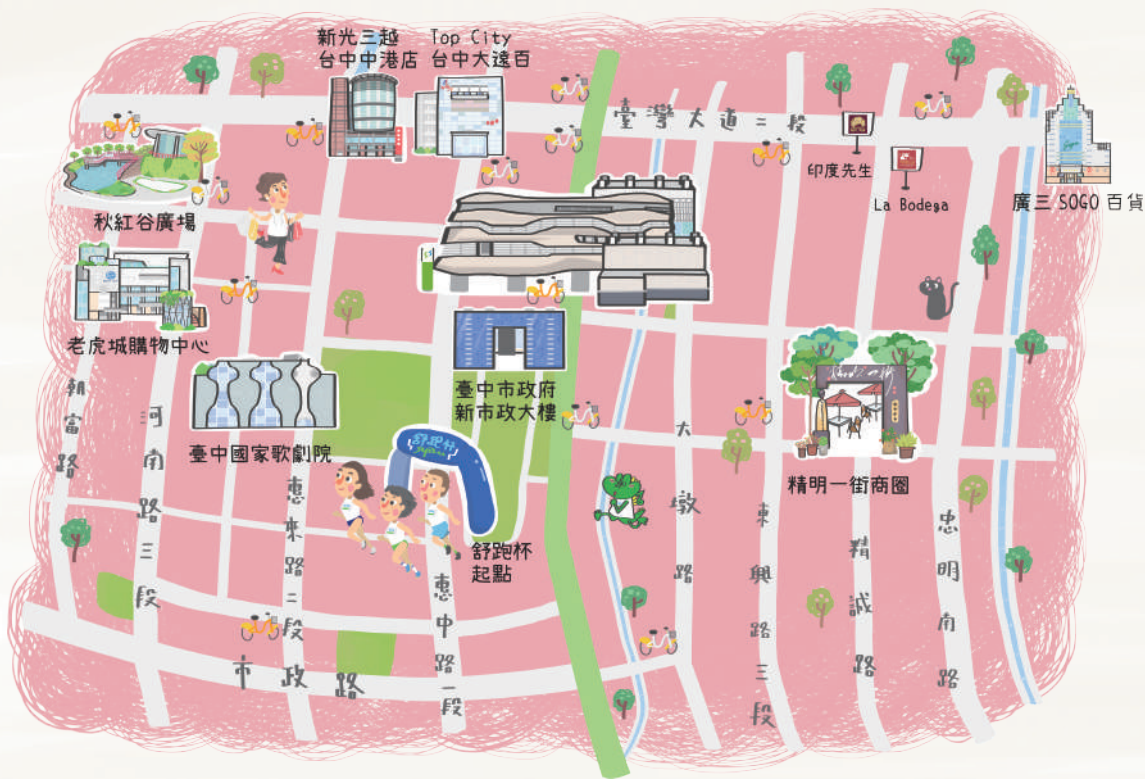 新光三越
台中中港店
Top City
台中大遠百
臺灣大道二段
印度先生
La Bodega
廣三 SOGO 百貨
秋紅谷廣場
老虎城購物中心
臺中市政府
新市政大樓
臺中國家歌劇院
精明一街商圈
舒跑杯
舒跑杯
起點
朝富路
河南路三段
惠來路二段
惠中路一段
市政路
大墩路
東興路三段
精誠路
忠明南路